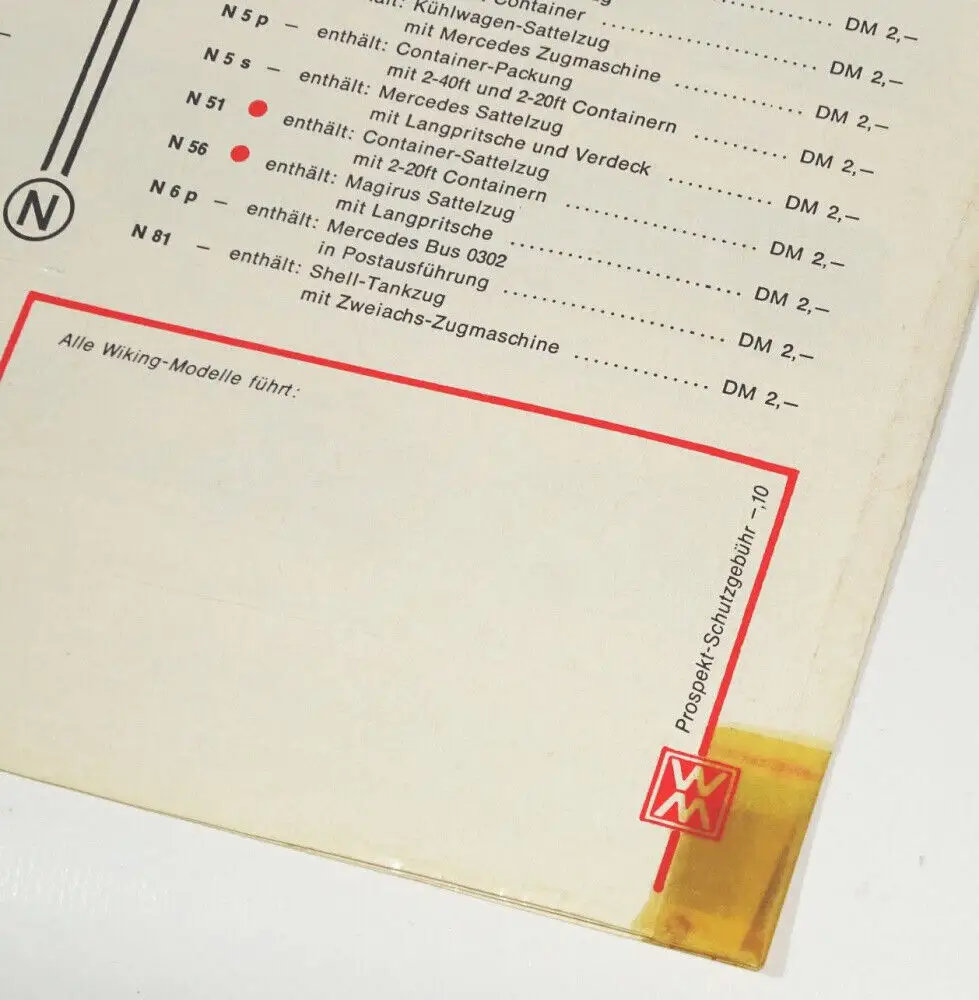 DM 2,—
Container ........ DM 2,—
Kühlwagen-Sattelzug
mit Mercedes Zugmaschine ........ DM 2,—
N 5 p — enthält: Container-Packung
mit 2-40ft und 2-20ft Containern ........ DM 2,—
N 5 s — enthält: Mercedes Sattelzug
mit Langpritsche und Verdeck ........ DM 2,—
N 51 ● enthält: Container-Sattelzug
mit 2-20ft Containern ........ DM 2,—
N 56 ● enthält: Magirus Sattelzug
mit Langpritsche ........ DM 2,—
N 6 p — enthält: Mercedes Bus 0302
in Postausführung ........ DM 2,—
N 81 — enthält: Shell-Tankzug
mit Zweiachs-Zugmaschine ........ DM 2,—
N
Alle Wiking-Modelle führt:
Prospekt-Schutzgebühr —,10
WM